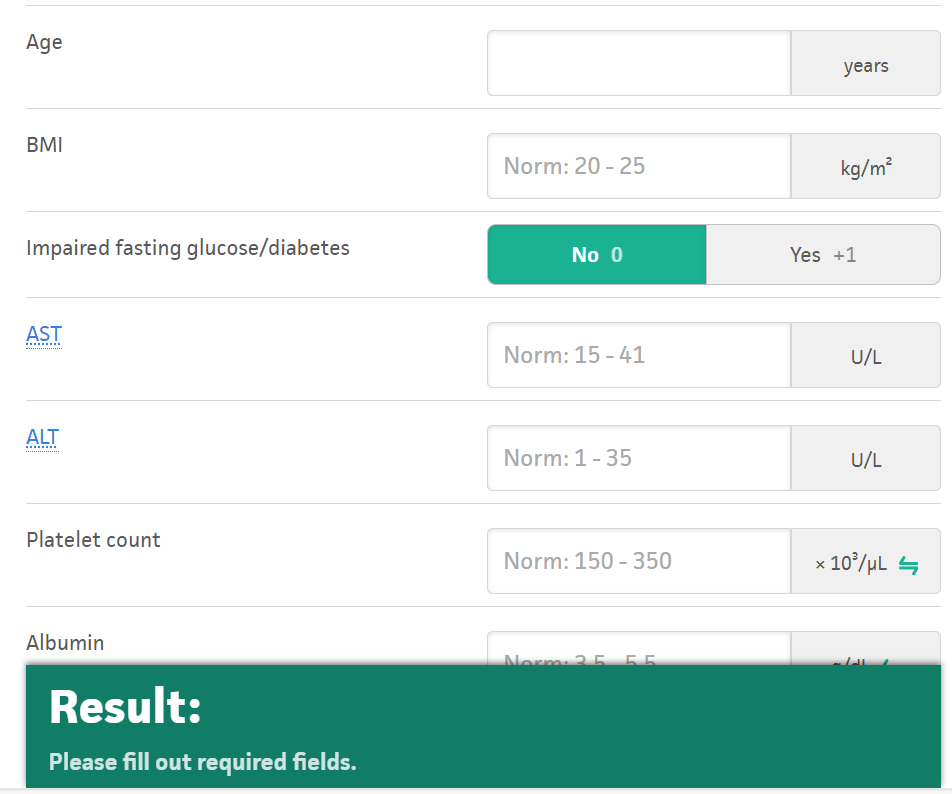 Age
years
BMI
Norm: 20 - 25
kg/m²
Impaired fasting glucose/diabetes
No 0
Yes +1
AST
Norm: 15 - 41
U/L
ALT
Norm: 1 - 35
U/L
Platelet count
Norm: 150 - 350
× 10³/µL
Albumin
Norm: 3.5 - 5.5
g/dL
Result:
Please fill out required fields.